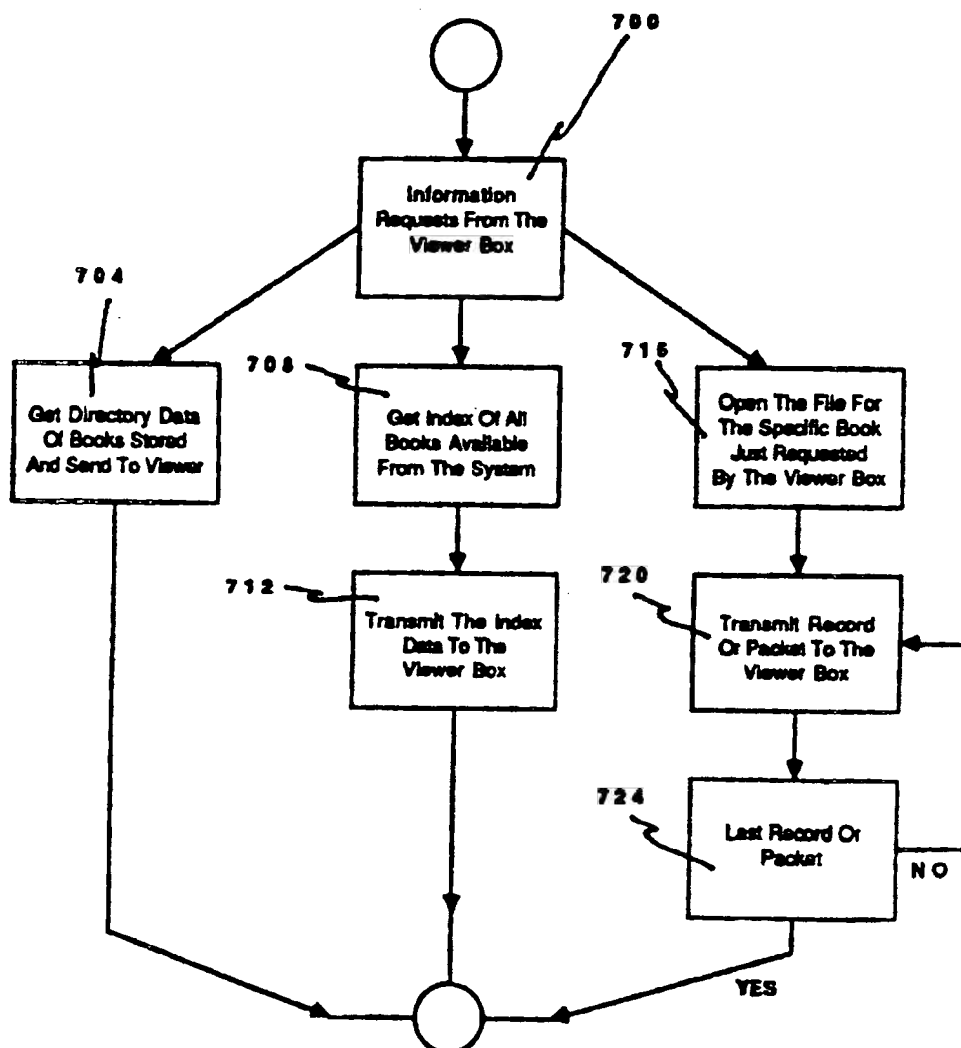 700
Information
Requests From The
Viewer Box
704
Get Directory Data
Of Books Stored
And Send To Viewer
708
Get Index Of All
Books Available
From The System
715
Open The File For
The Specific Book
Just Requested
By The Viewer Box
712
Transmit The Index
Data To The
Viewer Box
720
Transmit Record
Or Packet To The
Viewer Box
724
Last Record Or
Packet
NO
YES